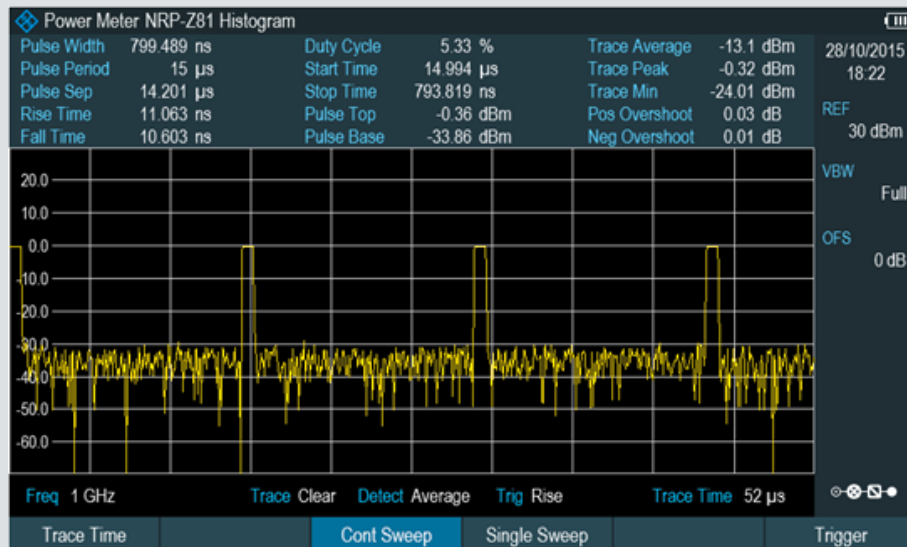 Power Meter NRP-Z81 Histogram
Pulse Width 799.489 ns Duty Cycle 5.33 % Trace Average -13.1 dBm
Pulse Period 15 µs Start Time 14.994 µs Trace Peak -0.32 dBm
Pulse Sep 14.201 µs Stop Time 793.819 ns Trace Min -24.01 dBm
Rise Time 11.063 ns Pulse Top -0.36 dBm Pos Overshoot 0.03 dB
Fall Time 10.603 ns Pulse Base -33.86 dBm Neg Overshoot 0.01 dB
28/10/2015
18:22
REF
30 dBm
VBW
Full
OFS
0 dB
20.0
10.0
0.0
-10.0
-20.0
-30.0
-40.0
-50.0
-60.0
Freq 1 GHz Trace Clear Detect Average Trig Rise Trace Time 52 µs
Trace Time Cont Sweep Single Sweep Trigger